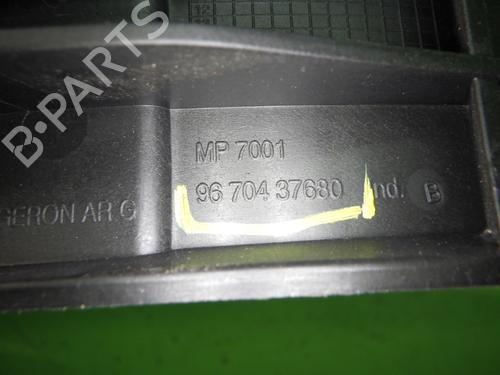 MP 7001
96 704 37680 Ind. B
GERON AR G
B-PARTS